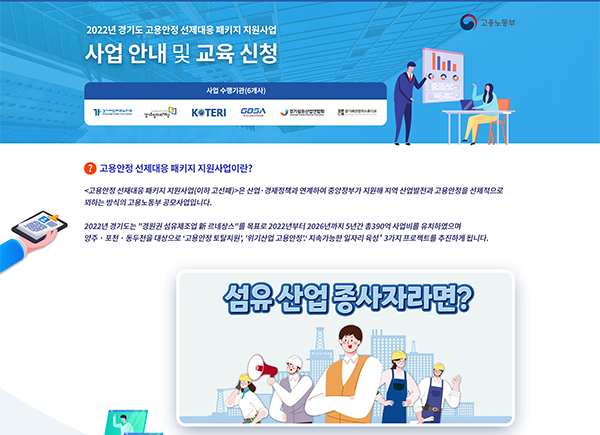 2022년 경기도 고용안정 선제대응 패키지 지원사업
사업 안내 및 교육 신청
고용노동부
사업 수행기관(6개사)
KOTERI
GBSA
경기섬유산업연합회
? 고용안정 선제대응 패키지 지원사업이란?
<고용안정 선제대응 패키지 지원사업(이하 고선패)>은 산업·경제정책과 연계하여 중앙정부가 지원해 지역 산업발전과 고용안정을 선제적으로
꾀하는 방식의 고용노동부 공모사업입니다.
2022년 경기도는 "경원권 섬유제조업 新 르네상스"를 목표로 2022년부터 2026년까지 5년간 총390억 사업비를 유치하였으며
양주·포천·동두천을 대상으로 '고용안정 토탈지원', '위기산업 고용안정', '지속가능한 일자리 육성' 3가지 프로젝트를 추진하게 됩니다.
섬유 산업 종사자라면?